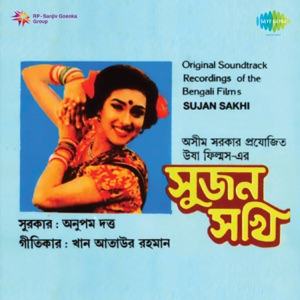 RP-Sanjiv Goenka
Group
SAREGAMA
Original Soundtrack
Recordings of the
Bengali Films
SUJAN SAKHI
অসীম সরকার প্রযোজিত
উষা ফিল্মস-এর
সুজন
সখি
সুরকার : অনুপম দত্ত
গীতিকার : খান আতাউর রহমান